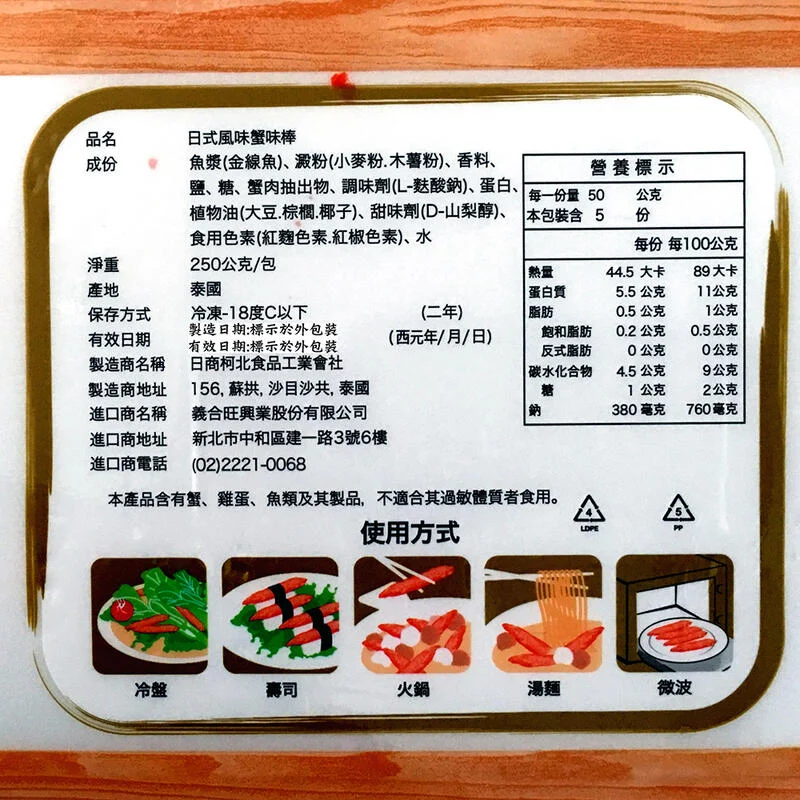 品名 日式風味蟹味棒
成份 魚漿(金線魚)、澱粉(小麥粉.木薯粉)、香料、
鹽、糖、蟹肉抽出物、調味劑(L-麩酸鈉)、蛋白、
植物油(大豆.棕櫚.椰子)、甜味劑(D-山梨醇)、
食用色素(紅麴色素.紅椒色素)、水
淨重 250公克/包
產地 泰國
保存方式 冷凍-18度C以下 (二年)
有效日期 製造日期:標示於外包裝
有效日期:標示於外包裝 (西元年/月/日)
製造商名稱 日商柯北食品工業會社
製造商地址 156, 蘇拱, 沙目沙共, 泰國
進口商名稱 義合旺興業股份有限公司
進口商地址 新北市中和區建一路3號6樓
進口商電話 (02)2221-0068
營養標示
每一份量 50 公克
本包裝含 5 份
每份 每100公克
熱量 44.5 大卡 89 大卡
蛋白質 5.5 公克 11公克
脂肪 0.5 公克 1公克
飽和脂肪 0.2 公克 0.5公克
反式脂肪 0 公克 0公克
碳水化合物 4.5 公克 9公克
糖 1 公克 2公克
鈉 380 毫克 760毫克
本產品含有蟹、雞蛋、魚類及其製品，不適合其過敏體質者食用。
4
LDPE
5
PP
使用方式
冷盤 壽司 火鍋 湯麵 微波